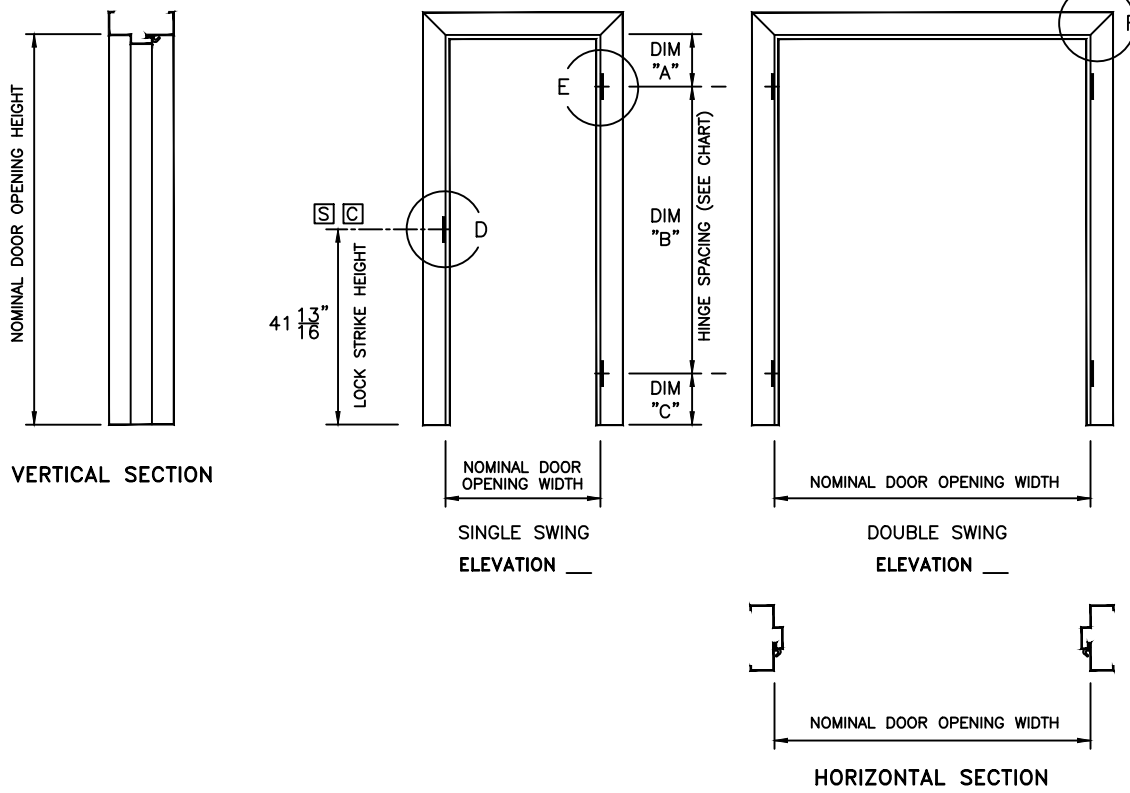 NOMINAL DOOR OPENING HEIGHT
VERTICAL SECTION
S C
D
41 13/16"
LOCK STRIKE HEIGHT
E
DIM
"A"
DIM
"B"
HINGE SPACING (SEE CHART)
DIM
"C"
NOMINAL DOOR
OPENING WIDTH
SINGLE SWING
ELEVATION __
NOMINAL DOOR OPENING WIDTH
DOUBLE SWING
ELEVATION __
NOMINAL DOOR OPENING WIDTH
HORIZONTAL SECTION